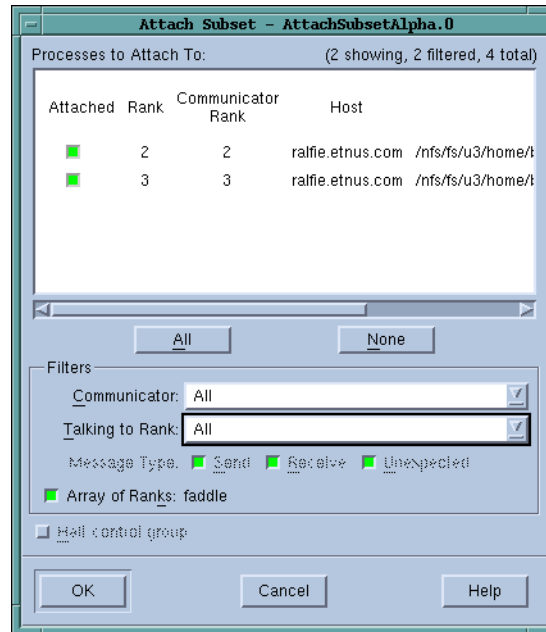 Attach Subset - AttachSubsetAlpha.0
Processes to Attach To: (2 showing, 2 filtered, 4 total)
Attached Rank Communicator Rank Host
2 2 ralfie.etnus.com /nfs/fs/u3/home/b
3 3 ralfie.etnus.com /nfs/fs/u3/home/b
All None
Filters
Communicator: All
Talking to Rank: All
Message Type: Send Receive Unexpected
Array of Ranks: faddle
Halt control group
OK Cancel Help